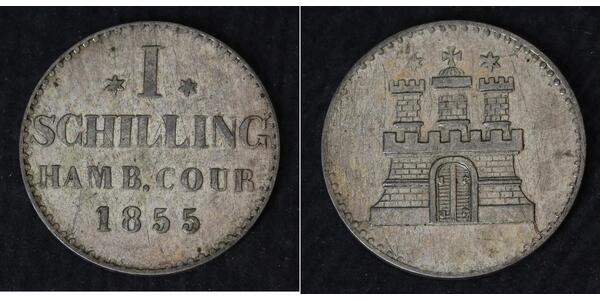 I
SCHILLING
HAMB. COUR
1855